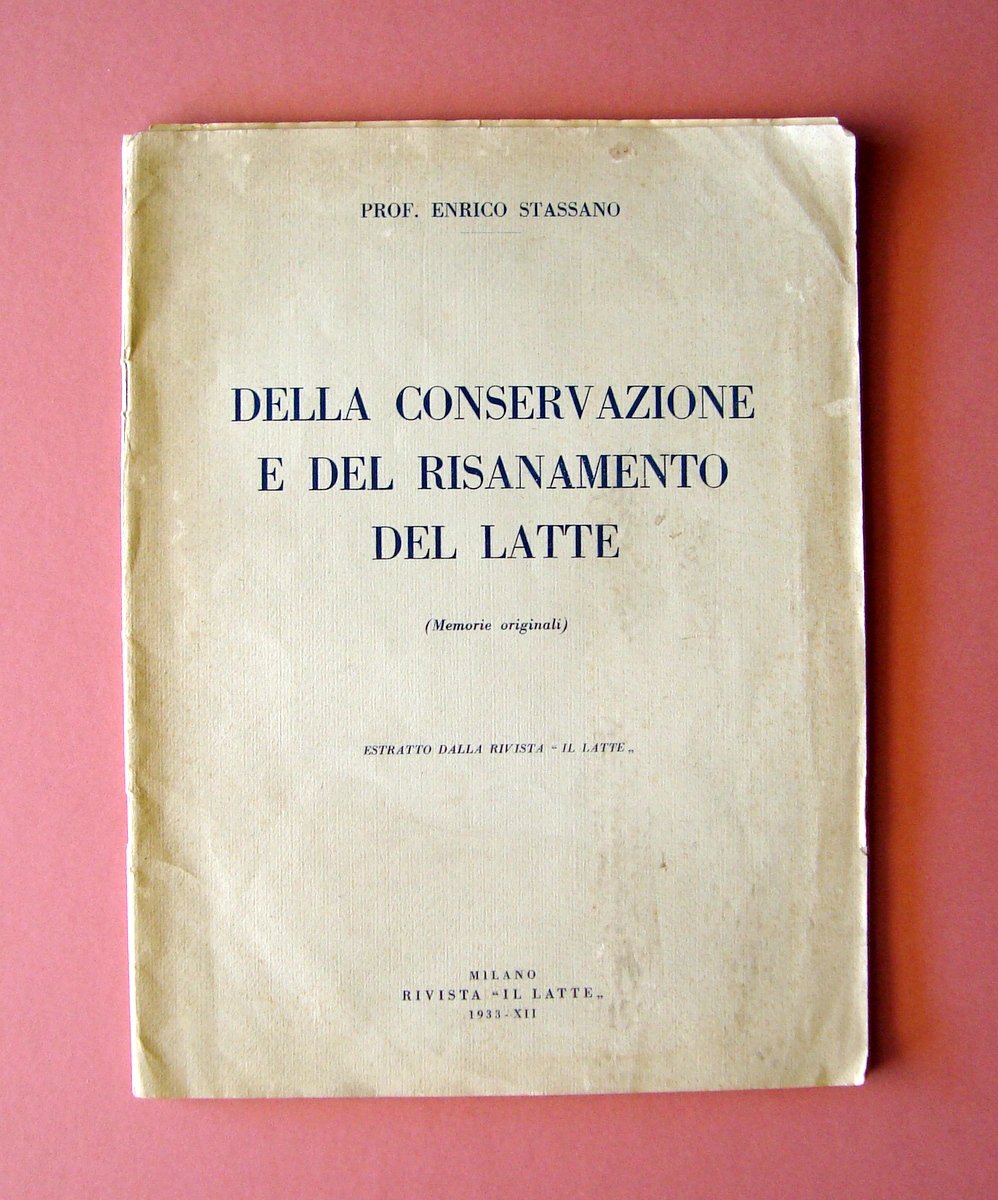 PROF. ENRICO STASSANO
DELLA CONSERVAZIONE
E DEL RISANAMENTO
DEL LATTE
(Memorie originali)
ESTRATTO DALLA RIVISTA “ IL LATTE „
MILANO
RIVISTA “IL LATTE„
1933-XII